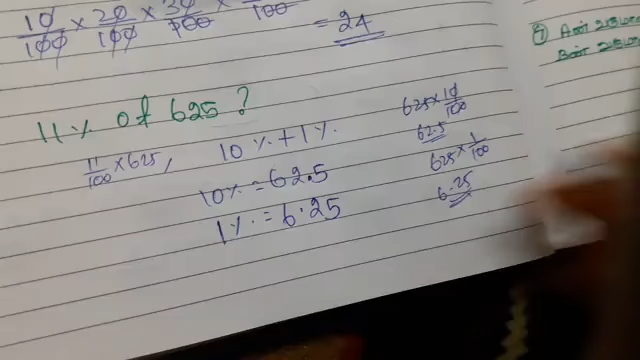 10/100 × 20/100 × 30/100 ×
100
= 24
11% of 625 ?
11/100 × 625, 10% + 1%
10% = 62.5
1% = 6.25
625 × 10/100
62.5
625 × 1/100
6.25